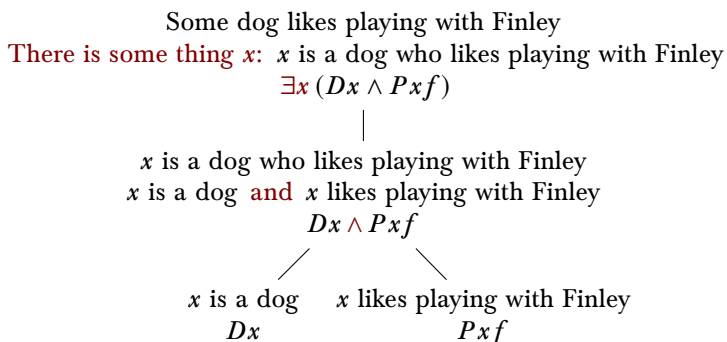 Some dog likes playing with Finley
There is some thing x: x is a dog who likes playing with Finley
∃x (Dx ∧ Pxf)
x is a dog who likes playing with Finley
x is a dog and x likes playing with Finley
Dx ∧ Pxf
x is a dog x likes playing with Finley
Dx Pxf